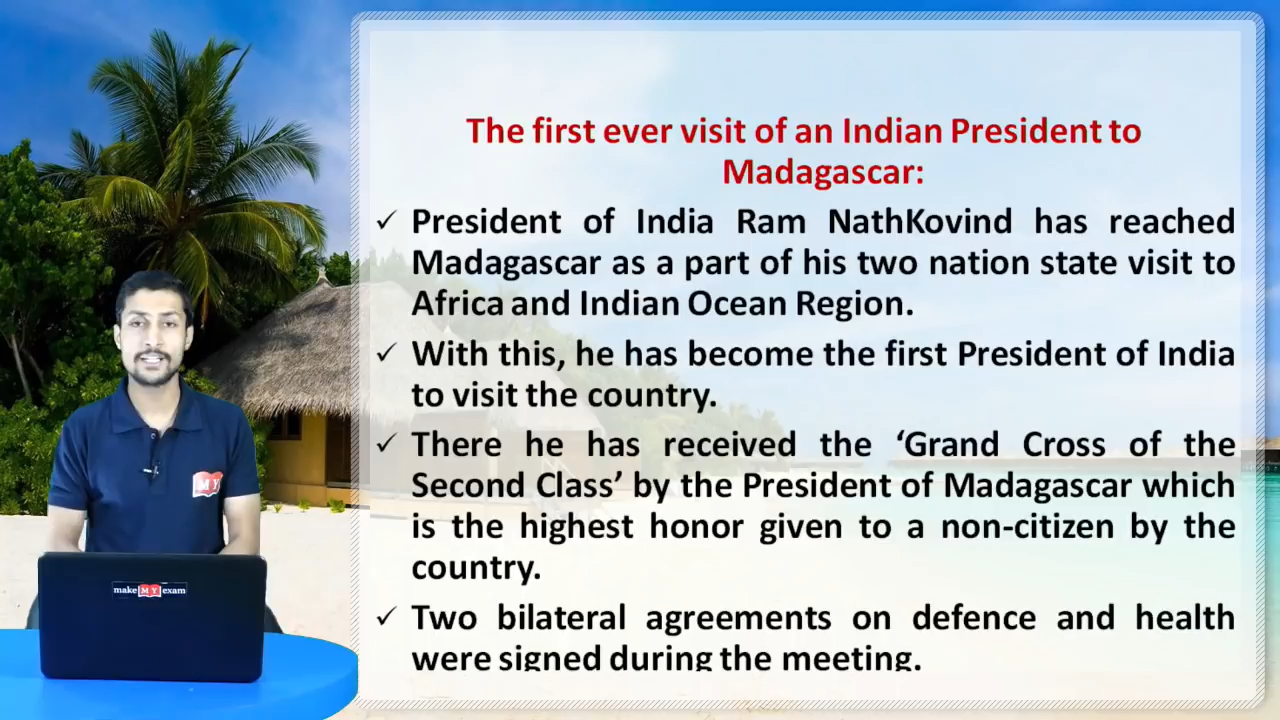 The first ever visit of an Indian President to
Madagascar:
✓ President of India Ram NathKovind has reached
Madagascar as a part of his two nation state visit to
Africa and Indian Ocean Region.
✓ With this, he has become the first President of India
to visit the country.
✓ There he has received the ‘Grand Cross of the
Second Class’ by the President of Madagascar which
is the highest honor given to a non-citizen by the
country.
✓ Two bilateral agreements on defence and health
were signed during the meeting.
MY
make MY exam